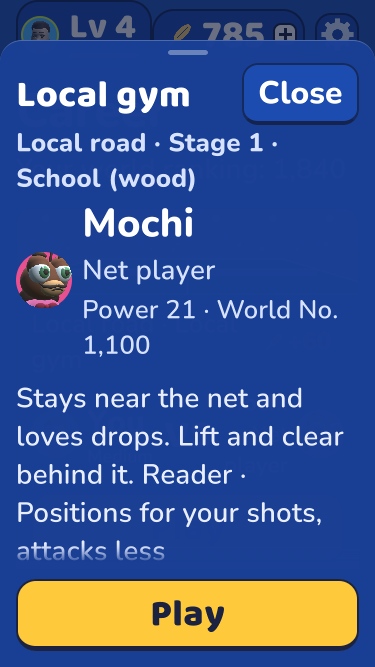 Lv 4
785
Local gym
Close
Local road · Stage 1 ·
School (wood)
Mochi
Net player
Power 21 · World No.
1,100
Stays near the net and
loves drops. Lift and clear
behind it. Reader ·
Positions for your shots,
attacks less
Play